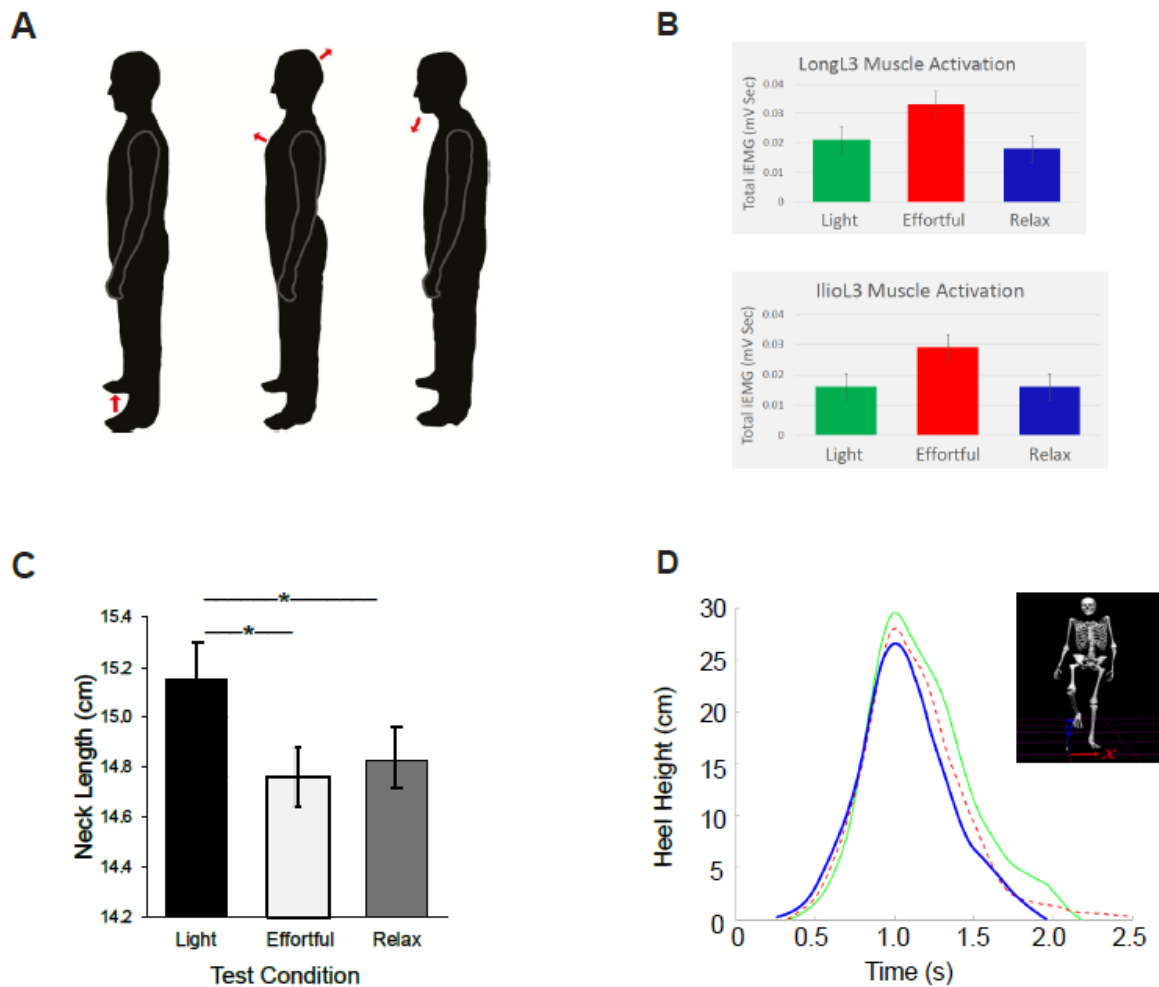 A
B
LongL3 Muscle Activation
Total iEMG (mV Sec)
0.04
0.03
0.02
0.01
0
Light Effortful Relax
IlioL3 Muscle Activation
Total iEMG (mV Sec)
0.04
0.03
0.02
0.01
0
Light Effortful Relax
C
Neck Length (cm)
15.4
15.2
15.0
14.8
14.6
14.4
14.2
*
*
Light Effortful Relax
Test Condition
D
Heel Height (cm)
30
25
20
15
10
5
0
0 0.5 1.0 1.5 2.0 2.5
Time (s)
X